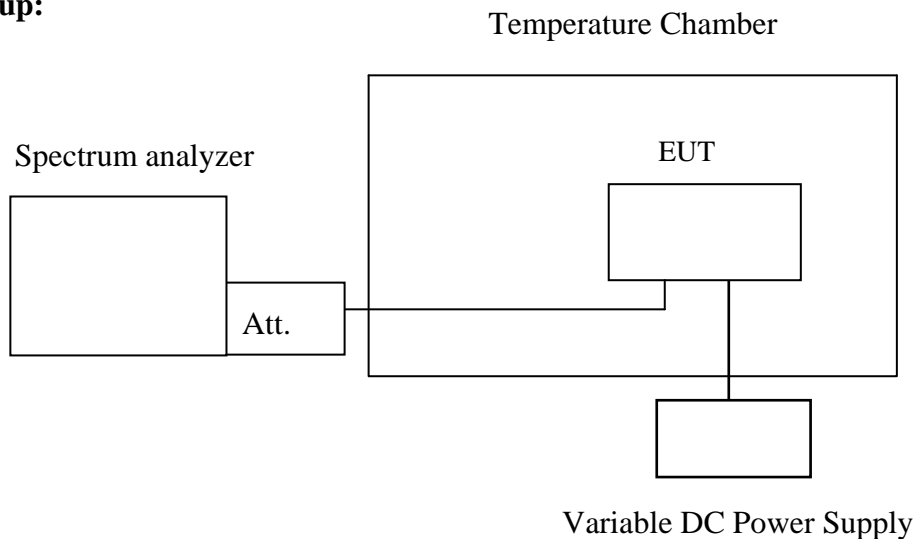 up:
Temperature Chamber
Spectrum analyzer
EUT
Att.
Variable DC Power Supply